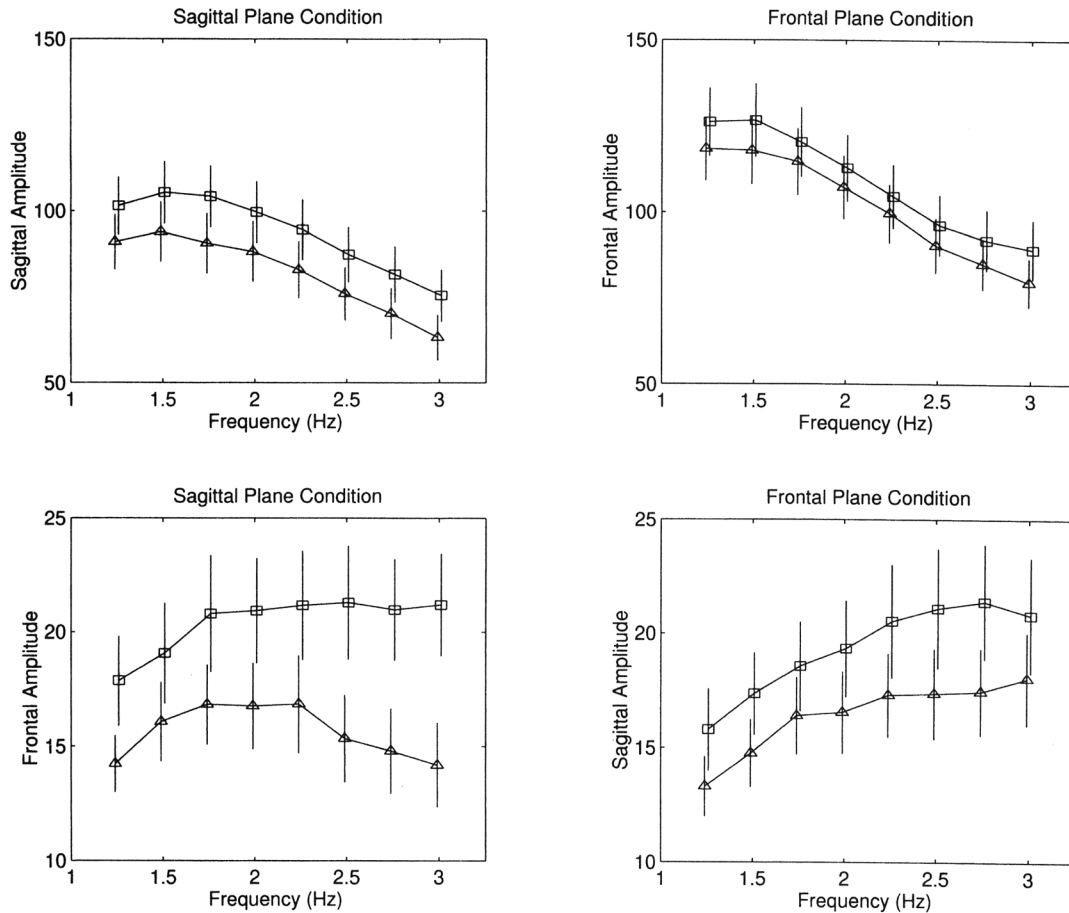 Sagittal Plane Condition
150
100
50
Sagittal Amplitude
1 1.5 2 2.5 3
Frequency (Hz)
Frontal Plane Condition
150
100
50
Frontal Amplitude
1 1.5 2 2.5 3
Frequency (Hz)
Sagittal Plane Condition
25
20
15
10
Frontal Amplitude
1 1.5 2 2.5 3
Frequency (Hz)
Frontal Plane Condition
25
20
15
10
Sagittal Amplitude
1 1.5 2 2.5 3
Frequency (Hz)